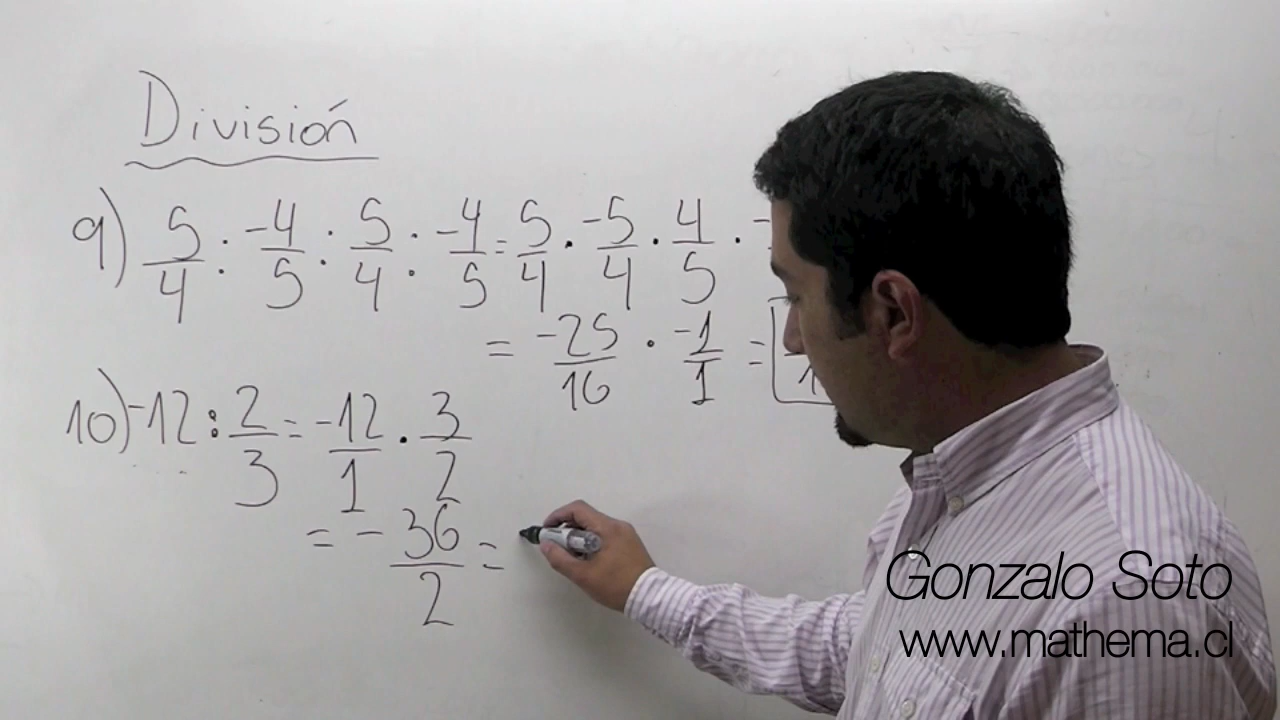 División
9) 5/4 : -4/5 : 5/4 : -4/5 = 5/4 · -5/4 · 4/5 ·
= -25/16 · -1/1 =
10) -12 : 2/3 = -12/1 · 3/2
= - 36/2 =
Gonzalo Soto
www.mathema.cl